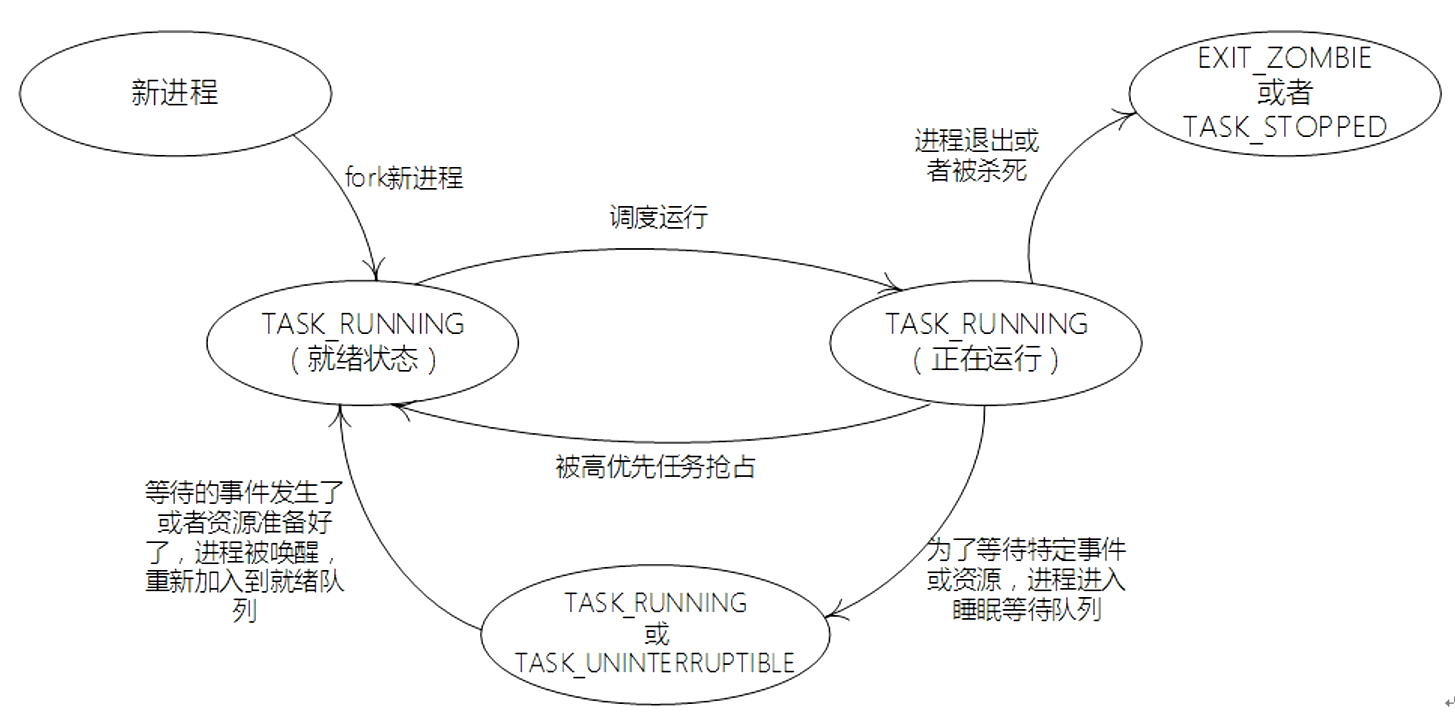 新进程
EXIT_ZOMBIE
或者
TASK_STOPPED
fork新进程
进程退出或
者被杀死
调度运行
TASK_RUNNING
（就绪状态）
TASK_RUNNING
（正在运行）
被高优先任务抢占
等待的事件发生了
或者资源准备好
了，进程被唤醒，
重新加入到就绪队
列
为了等待特定事件
或资源，进程进入
睡眠等待队列
TASK_RUNNING
或
TASK_UNINTERRUPTIBLE